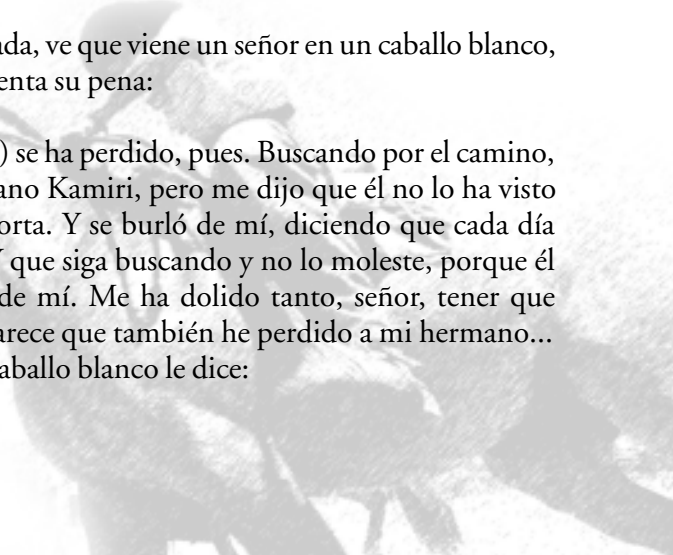 ada, ve que viene un señor en un caballo blanco,
enta su pena:
) se ha perdido, pues. Buscando por el camino,
ano Kamiri, pero me dijo que él no lo ha visto
orta. Y se burló de mí, diciendo que cada día
Y que siga buscando y no lo moleste, porque él
de mí. Me ha dolido tanto, señor, tener que
arece que también he perdido a mi hermano...
aballo blanco le dice: